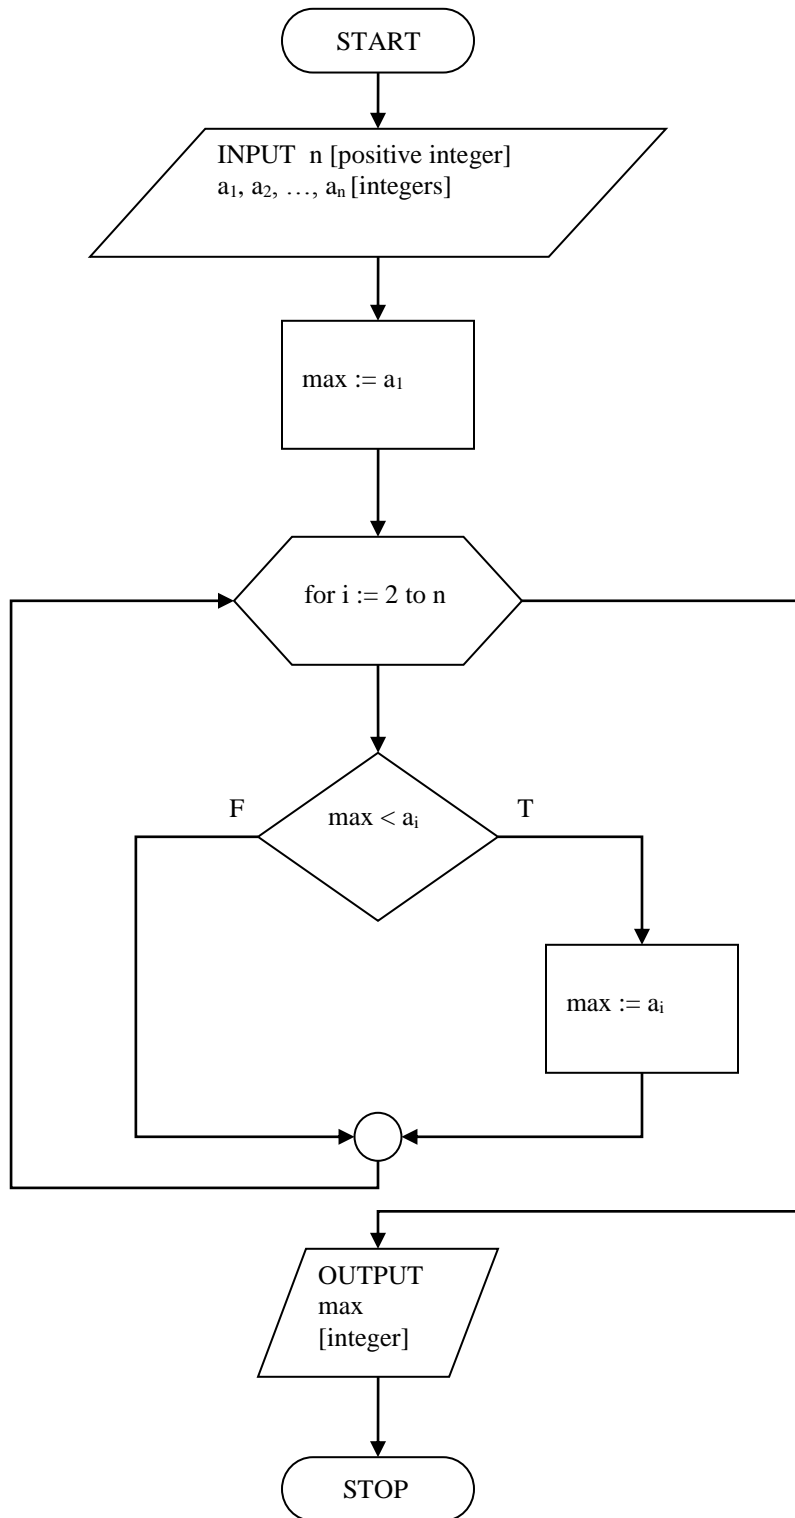 START
INPUT n [positive integer]
a₁, a₂, …, aₙ [integers]
max := a₁
for i := 2 to n
F
max < aᵢ
T
max := aᵢ
OUTPUT
max
[integer]
STOP